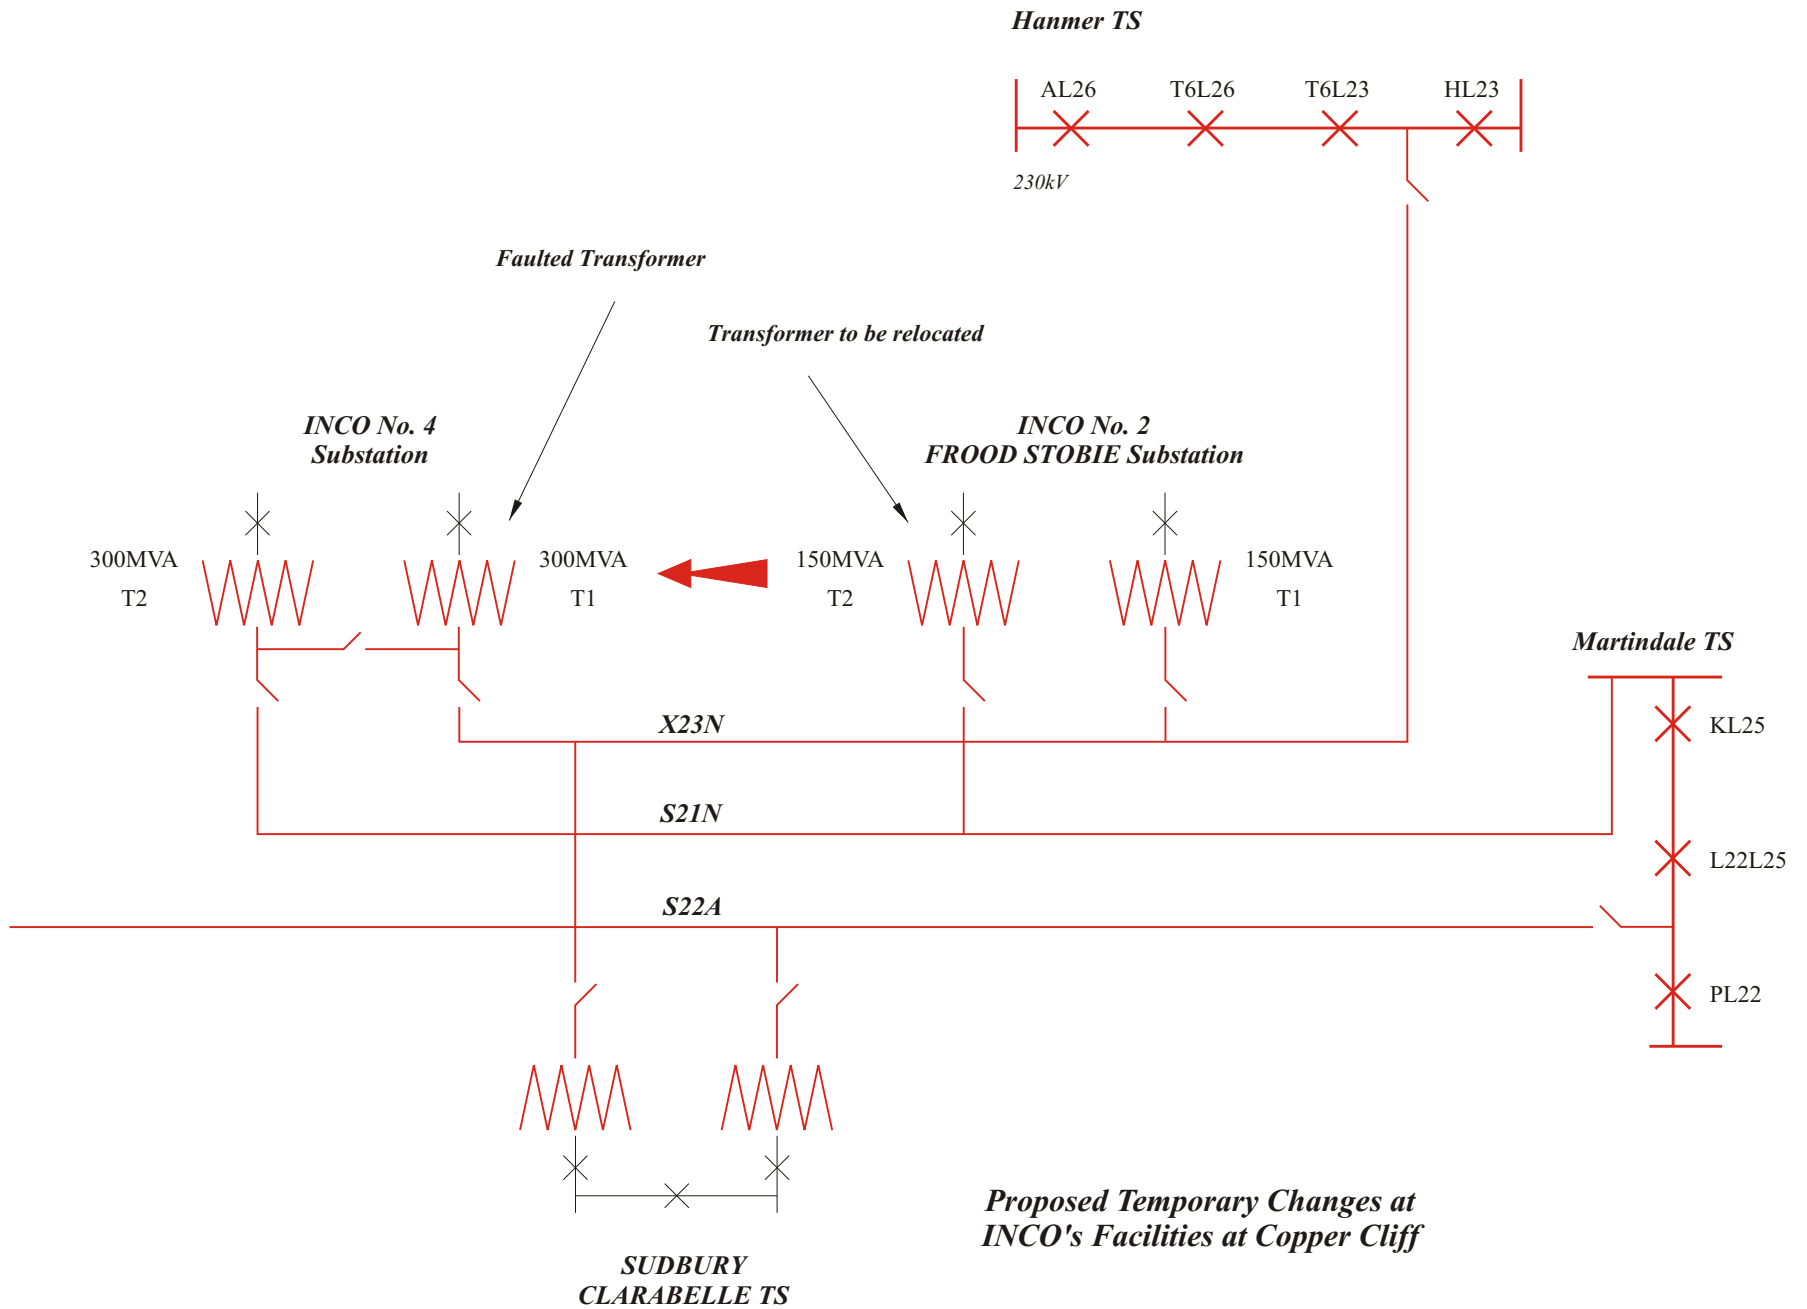 Hanmer TS
AL26
T6L26
T6L23
HL23
230kV
Faulted Transformer
Transformer to be relocated
INCO No. 4
Substation
INCO No. 2
FROOD STOBIE Substation
300MVA
T2
300MVA
T1
150MVA
T2
150MVA
T1
Martindale TS
X23N
KL25
S21N
L22L25
S22A
PL22
Proposed Temporary Changes at
INCO's Facilities at Copper Cliff
SUDBURY
CLARABELLE TS